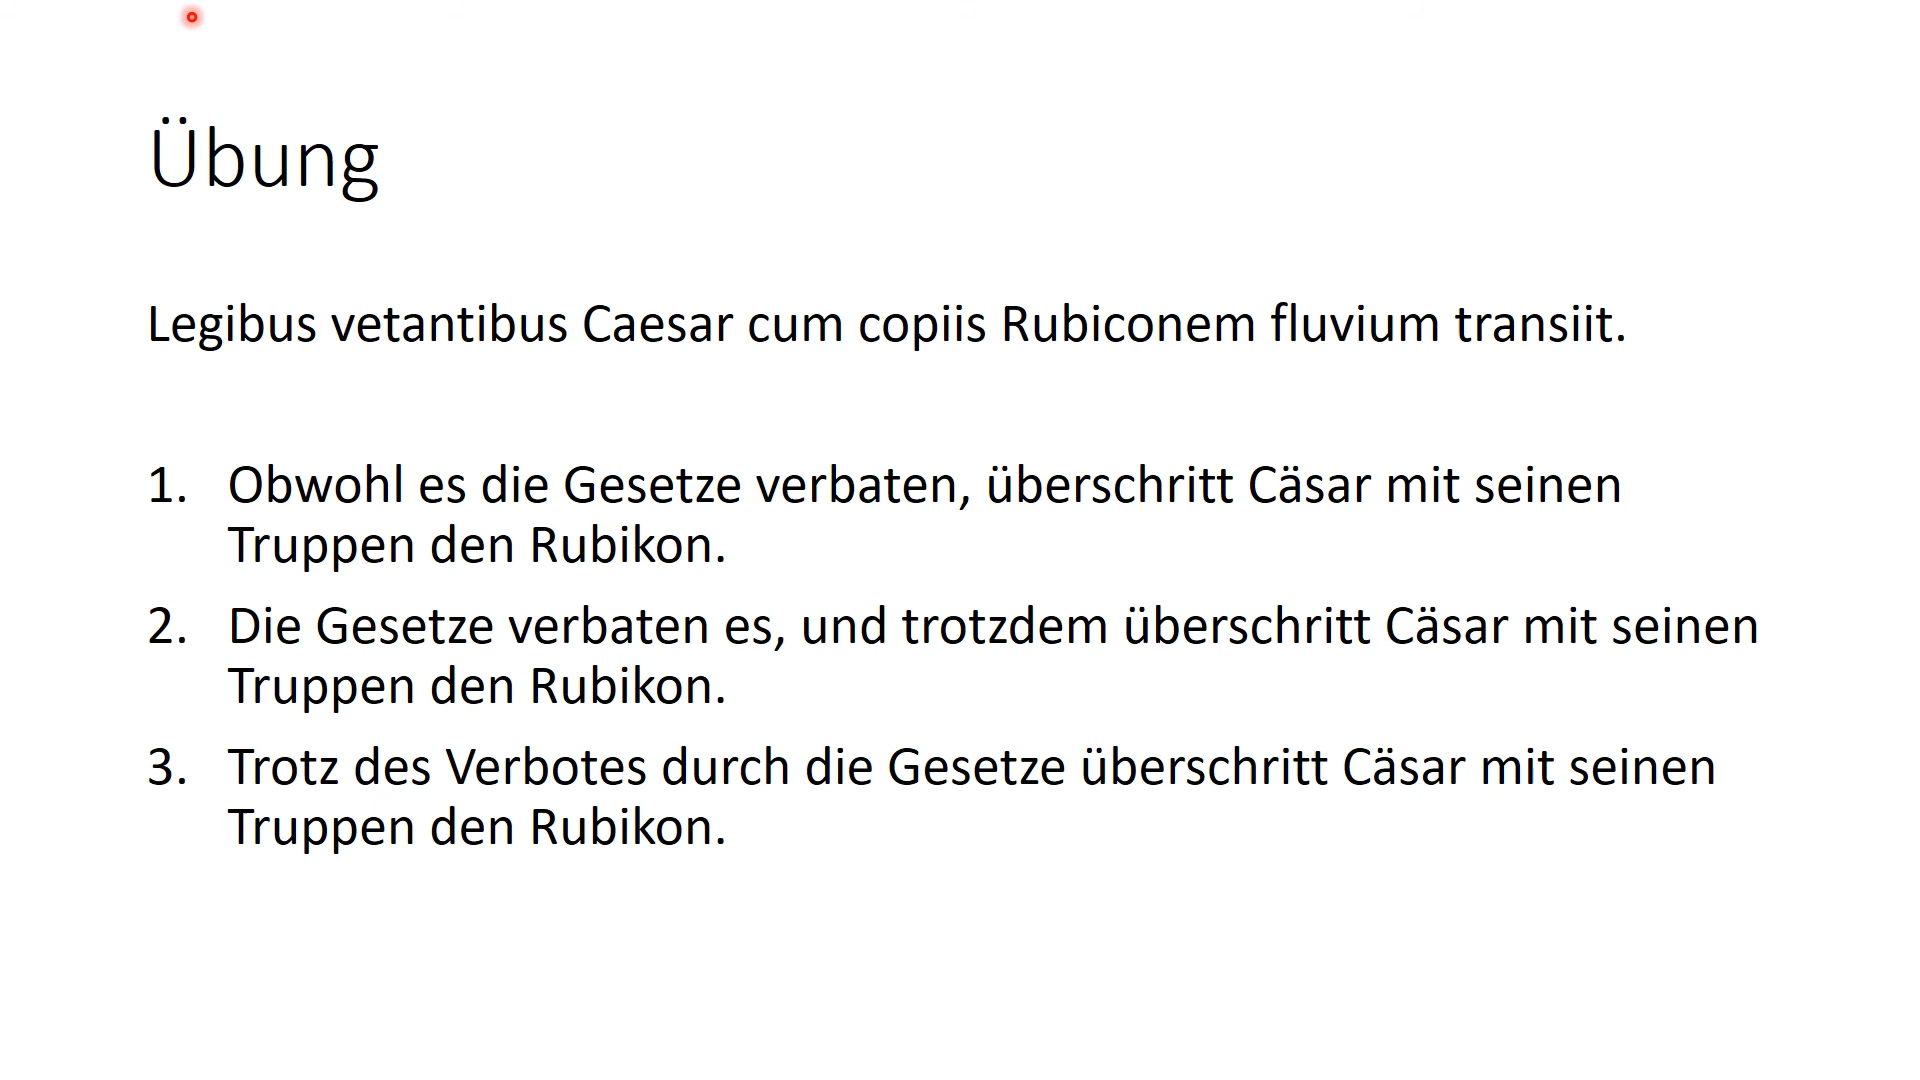 Übung
Legibus vetantibus Caesar cum copiis Rubiconem fluvium transiit.
1. Obwohl es die Gesetze verbaten, überschritt Cäsar mit seinen
Truppen den Rubikon.
2. Die Gesetze verbaten es, und trotzdem überschritt Cäsar mit seinen
Truppen den Rubikon.
3. Trotz des Verbotes durch die Gesetze überschritt Cäsar mit seinen
Truppen den Rubikon.